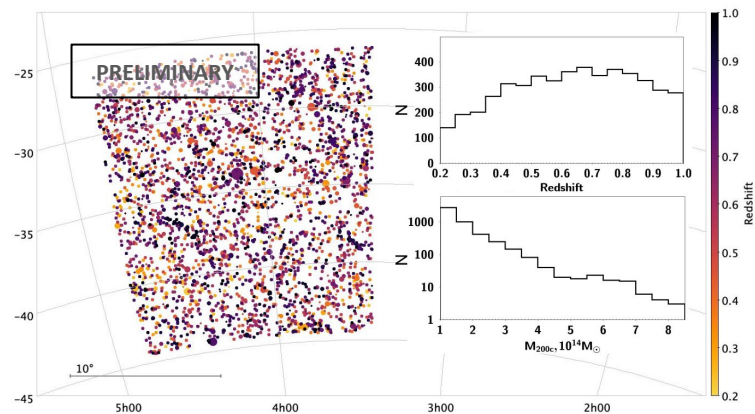 PRELIMINARY
−25
−30
−35
−40
−45
10°
5h00
4h00
3h00
2h00
N
400
300
200
100
0
0.2 0.3 0.4 0.5 0.6 0.7 0.8 0.9 1.0
Redshift
N
1000
100
10
1
1 2 3 4 5 6 7 8
M₂₀₀c, 10¹⁴M☉
1.0
0.9
0.8
0.7
0.6
0.5
0.4
0.3
0.2
Redshift